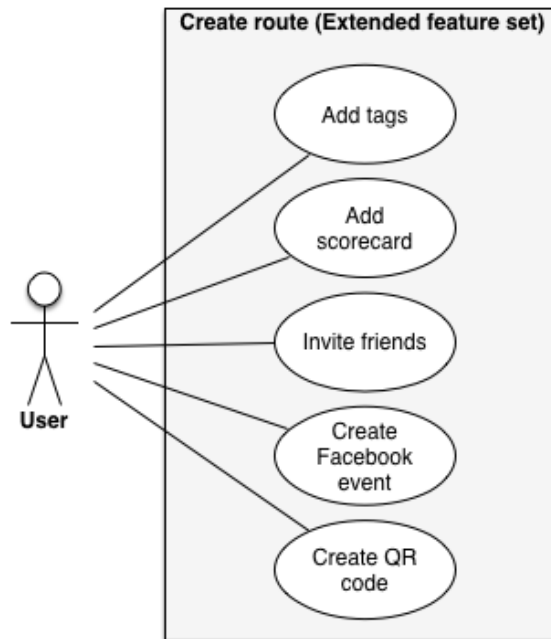 Create route (Extended feature set)
Add tags
Add
scorecard
Invite friends
User
Create
Facebook
event
Create QR
code